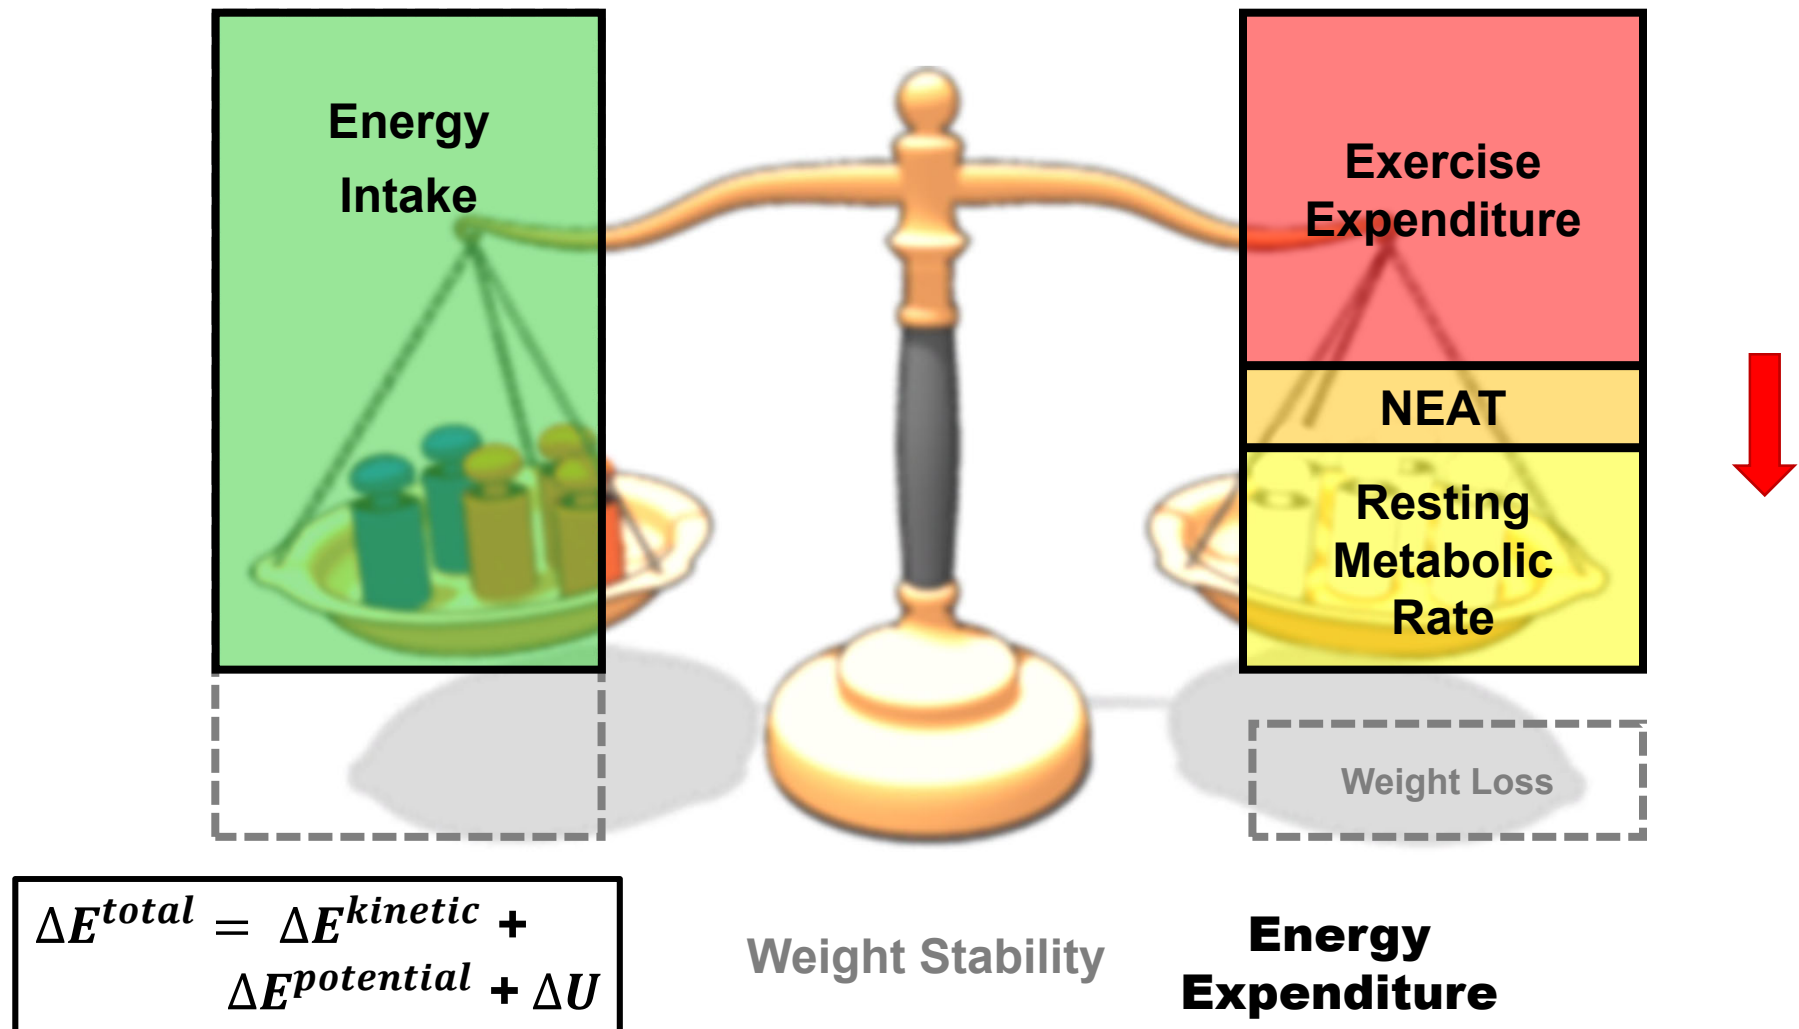 Energy
Intake
Exercise
Expenditure
NEAT
Resting
Metabolic
Rate
Weight Loss
ΔE^total = ΔE^kinetic +
ΔE^potential + ΔU
Weight Stability
Energy
Expenditure